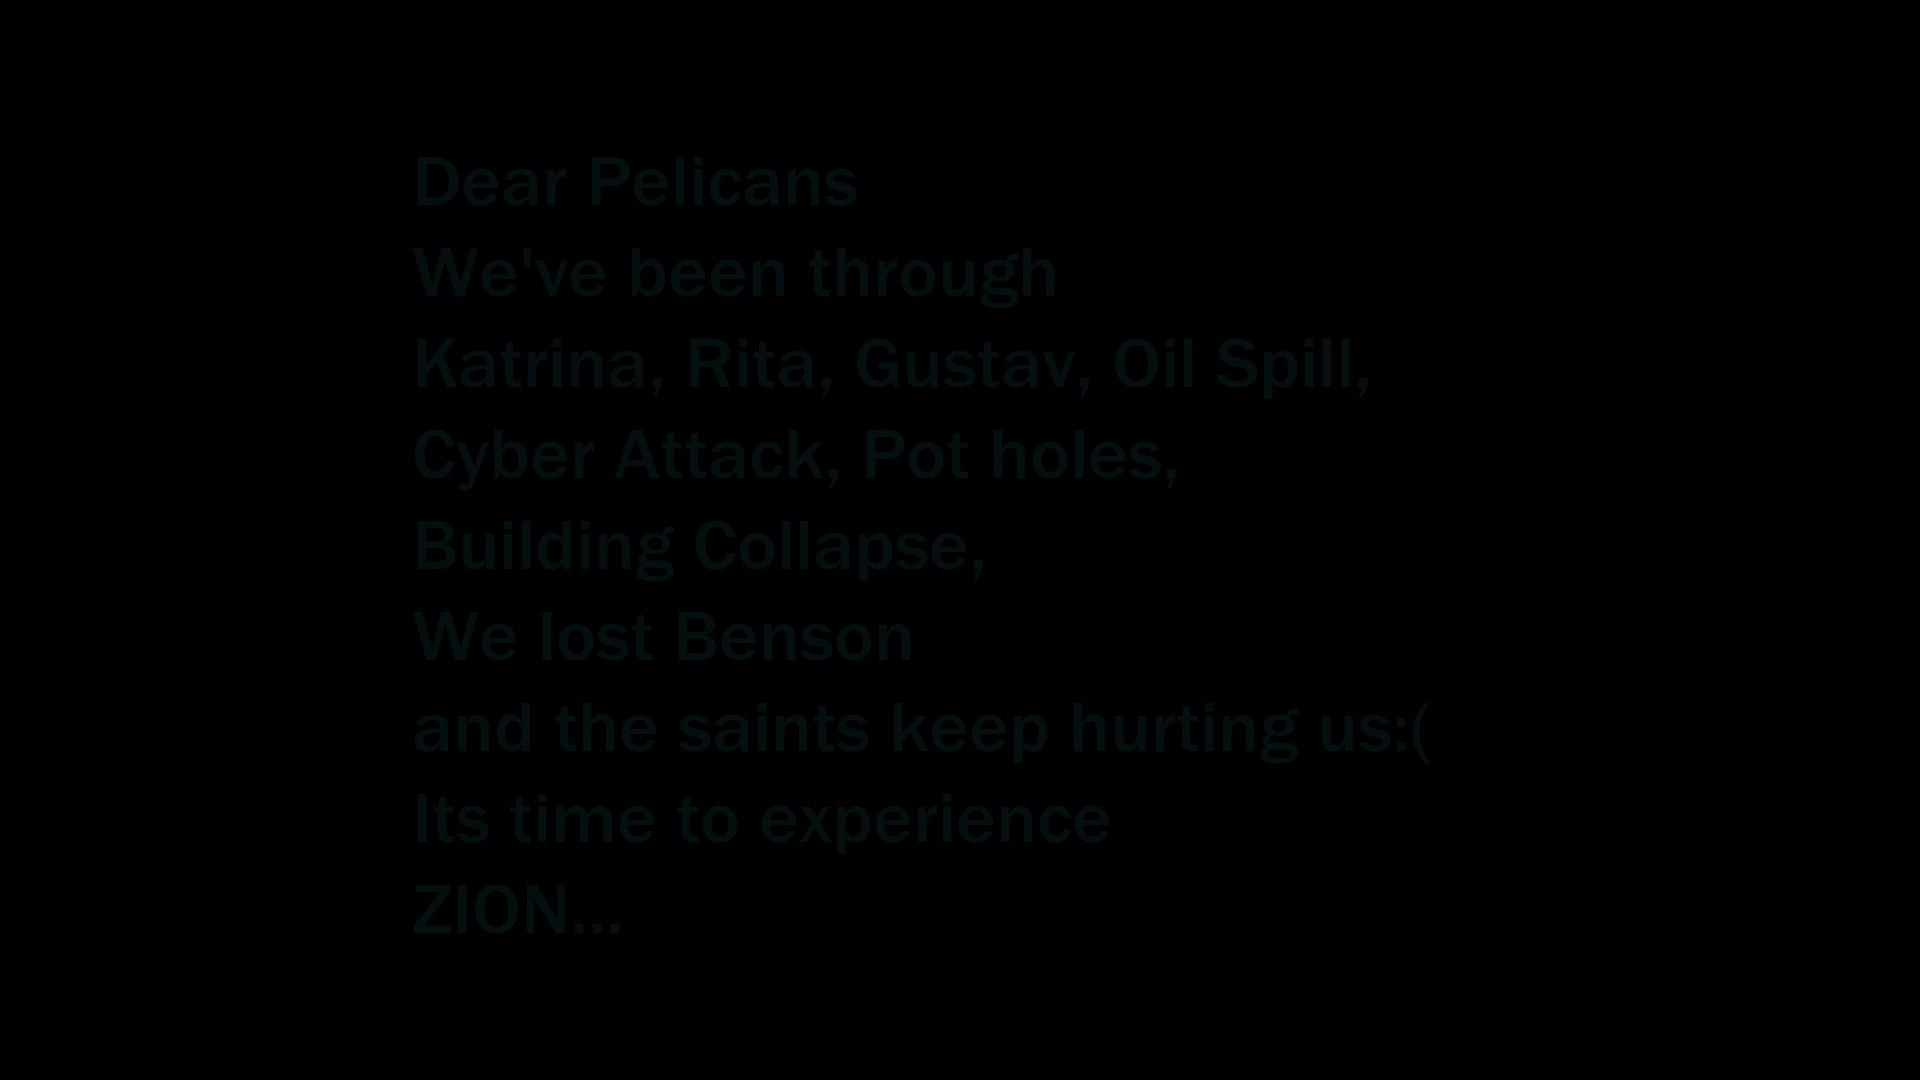 Dear Pelicans
We've been through
Katrina, Rita, Gustav, Oil Spill,
Cyber Attack, Pot holes,
Building Collapse,
We lost Benson
and the saints keep hurting us:(
Its time to experience
ZION...